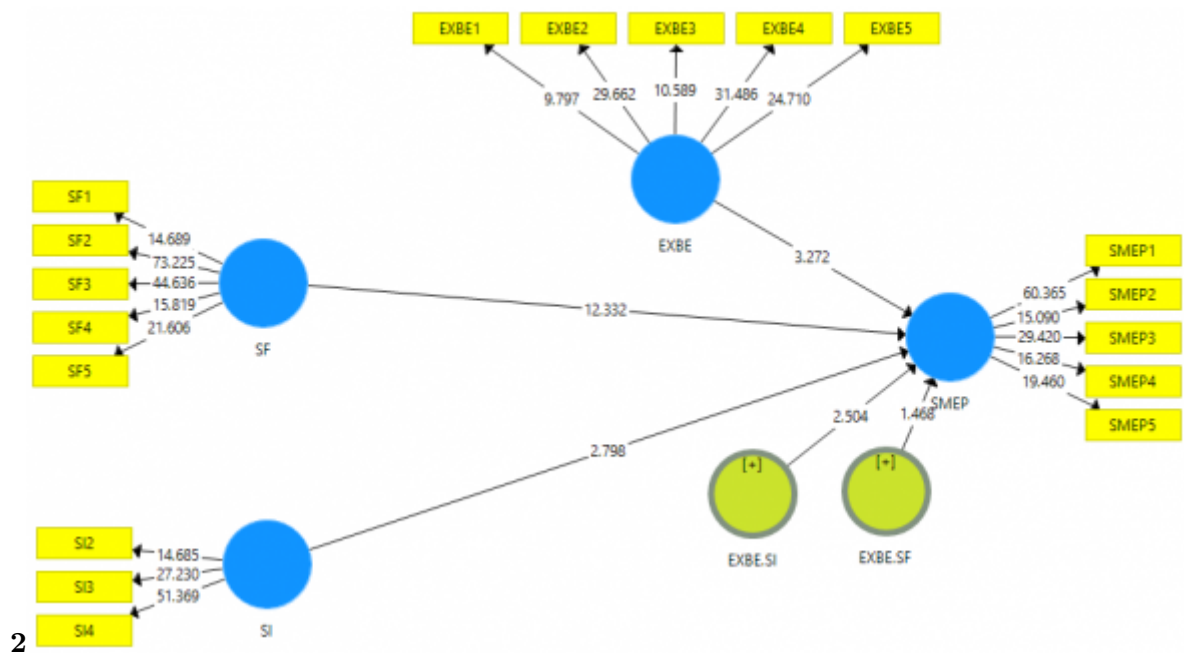 EXBE1 EXBE2 EXBE3 EXBE4 EXBE5
9.797 29.662 10.589 31.486 24.710
EXBE
SF1
SF2
SF3
SF4
SF5
14.689
73.225
44.636
15.819
21.606
SF
12.332
3.272
SMEP1
SMEP2
SMEP3
SMEP4
SMEP5
60.365
15.090
29.420
16.268
19.460
SMEP
2.798
2.504
1.468
[+]
EXBE.SI
[+]
EXBE.SF
SI2
SI3
SI4
14.685
27.230
51.369
SI
2